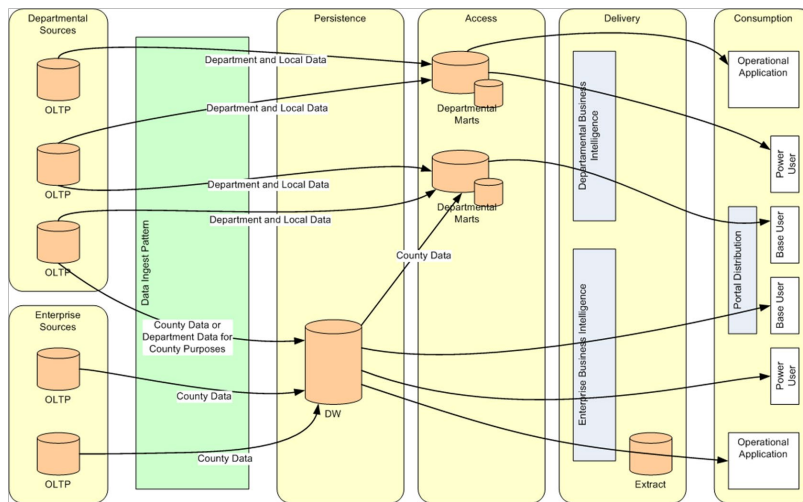 Departmental
Sources
Persistence
Access
Delivery
Consumption
OLTP
OLTP
OLTP
Enterprise
Sources
OLTP
OLTP
Data Ingest Pattern
Department and Local Data
Department and Local Data
Department and Local Data
Department and Local Data
County Data or
Department Data for
County Purposes
County Data
County Data
County Data
DW
Departmental
Marts
Departmental
Marts
Departamental Business
Intelligence
Enterprise Business Intelligence
Extract
Portal Distribution
Operational
Application
Power
User
Base User
Base User
Power
User
Operational
Application